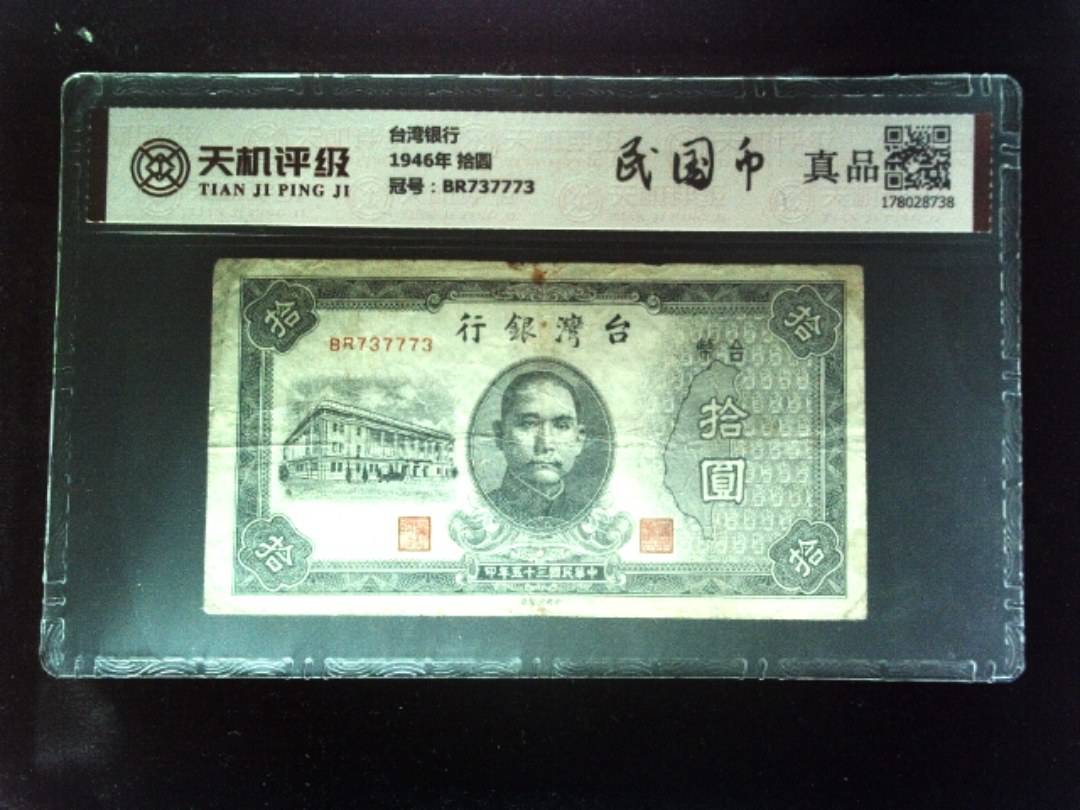 天机评级
TIAN JI PING JI
台湾银行
1946年 拾圆
冠号：BR737773
民国币
真品
178028738
拾
拾
行銀灣台
BR737773
幣台
拾圓
拾
拾
印年五十三國民華中